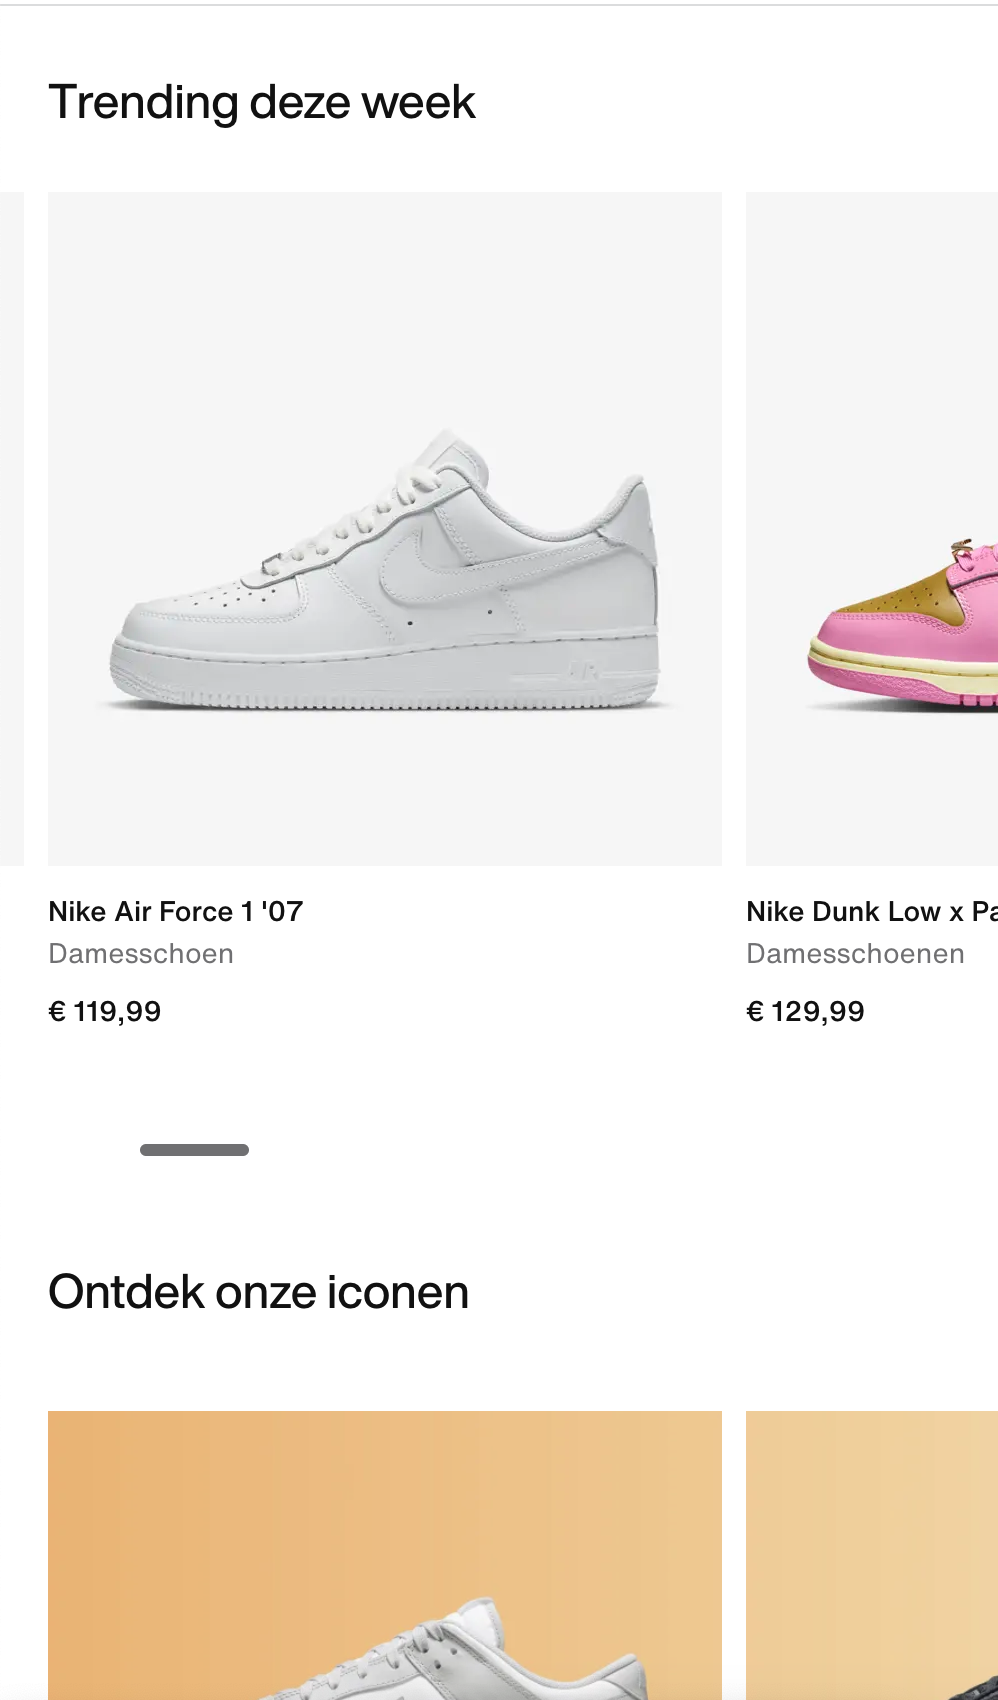 Trending deze week
Nike Air Force 1 '07
Damesschoen
€ 119,99
Nike Dunk Low x
Damesschoenen
€ 129,99
Ontdek onze iconen